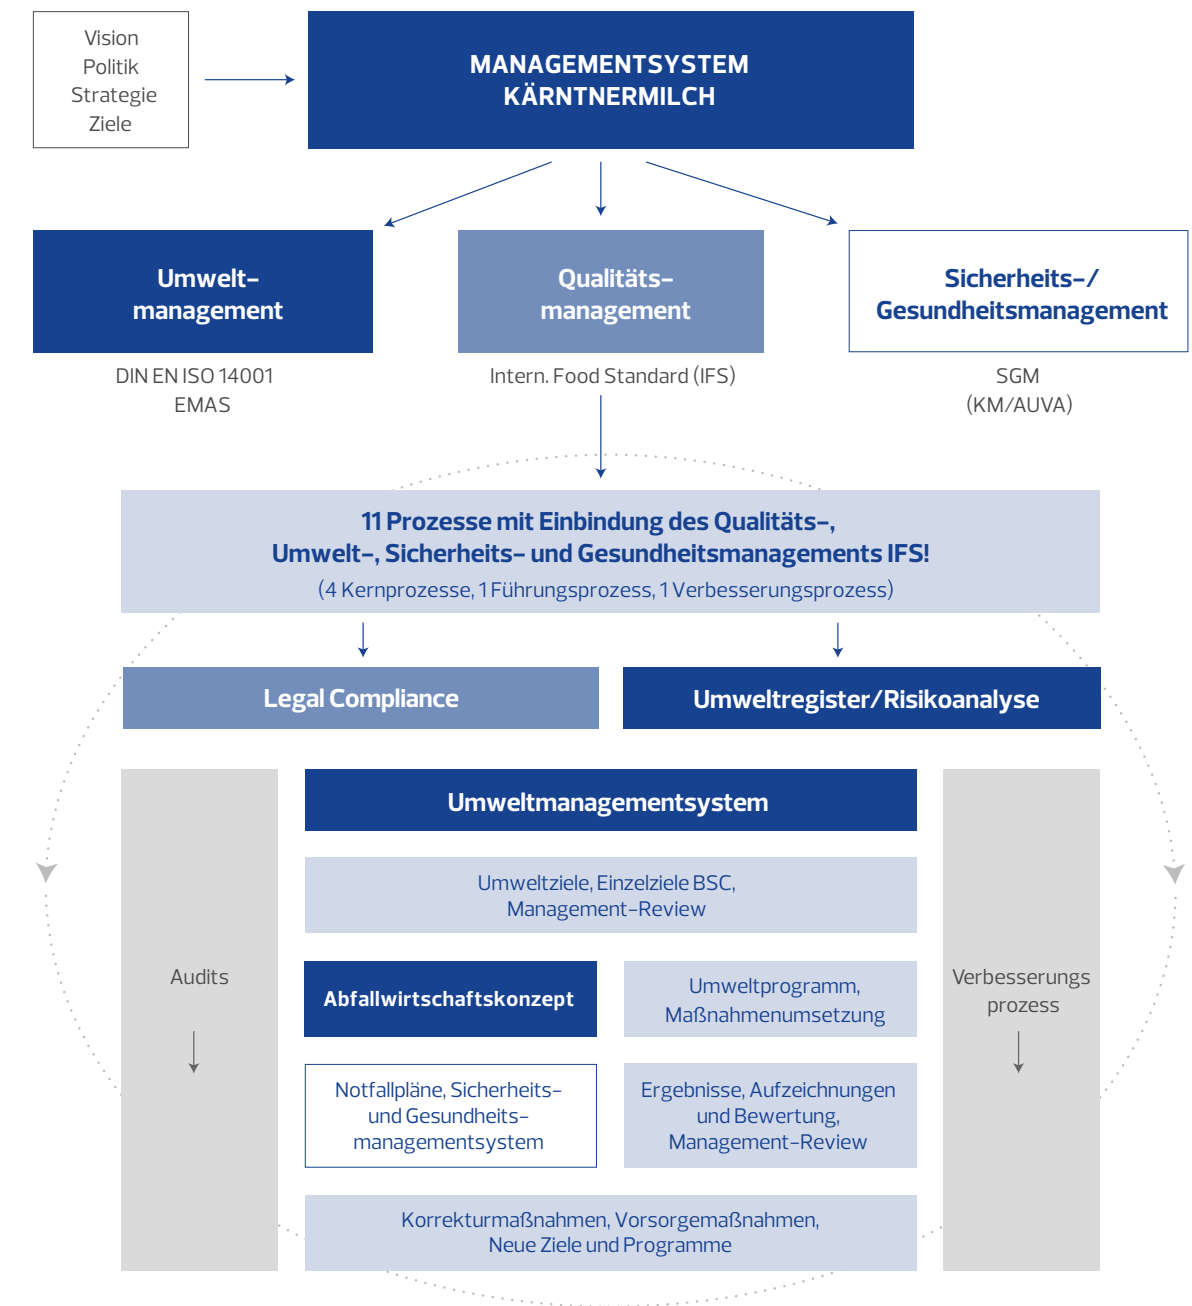 Vision
Politik
Strategie
Ziele
MANAGEMENTSYSTEM
KÄRNTNERMILCH
Umwelt-
management
Qualitäts-
management
Sicherheits-/
Gesundheitsmanagement
DIN EN ISO 14001
EMAS
Intern. Food Standard (IFS)
SGM
(KM/AUVA)
11 Prozesse mit Einbindung des Qualitäts-,
Umwelt-, Sicherheits- und Gesundheitsmanagements IFS!
(4 Kernprozesse, 1 Führungsprozess, 1 Verbesserungsprozess)
Legal Compliance
Umweltregister/Risikoanalyse
Umweltmanagementsystem
Umweltziele, Einzelziele BSC,
Management-Review
Audits
Abfallwirtschaftskonzept
Umweltprogramm,
Maßnahmenumsetzung
Verbesserungs
prozess
Notfallpläne, Sicherheits-
und Gesundheits-
managementsystem
Ergebnisse, Aufzeichnungen
und Bewertung,
Management-Review
Korrekturmaßnahmen, Vorsorgemaßnahmen,
Neue Ziele und Programme